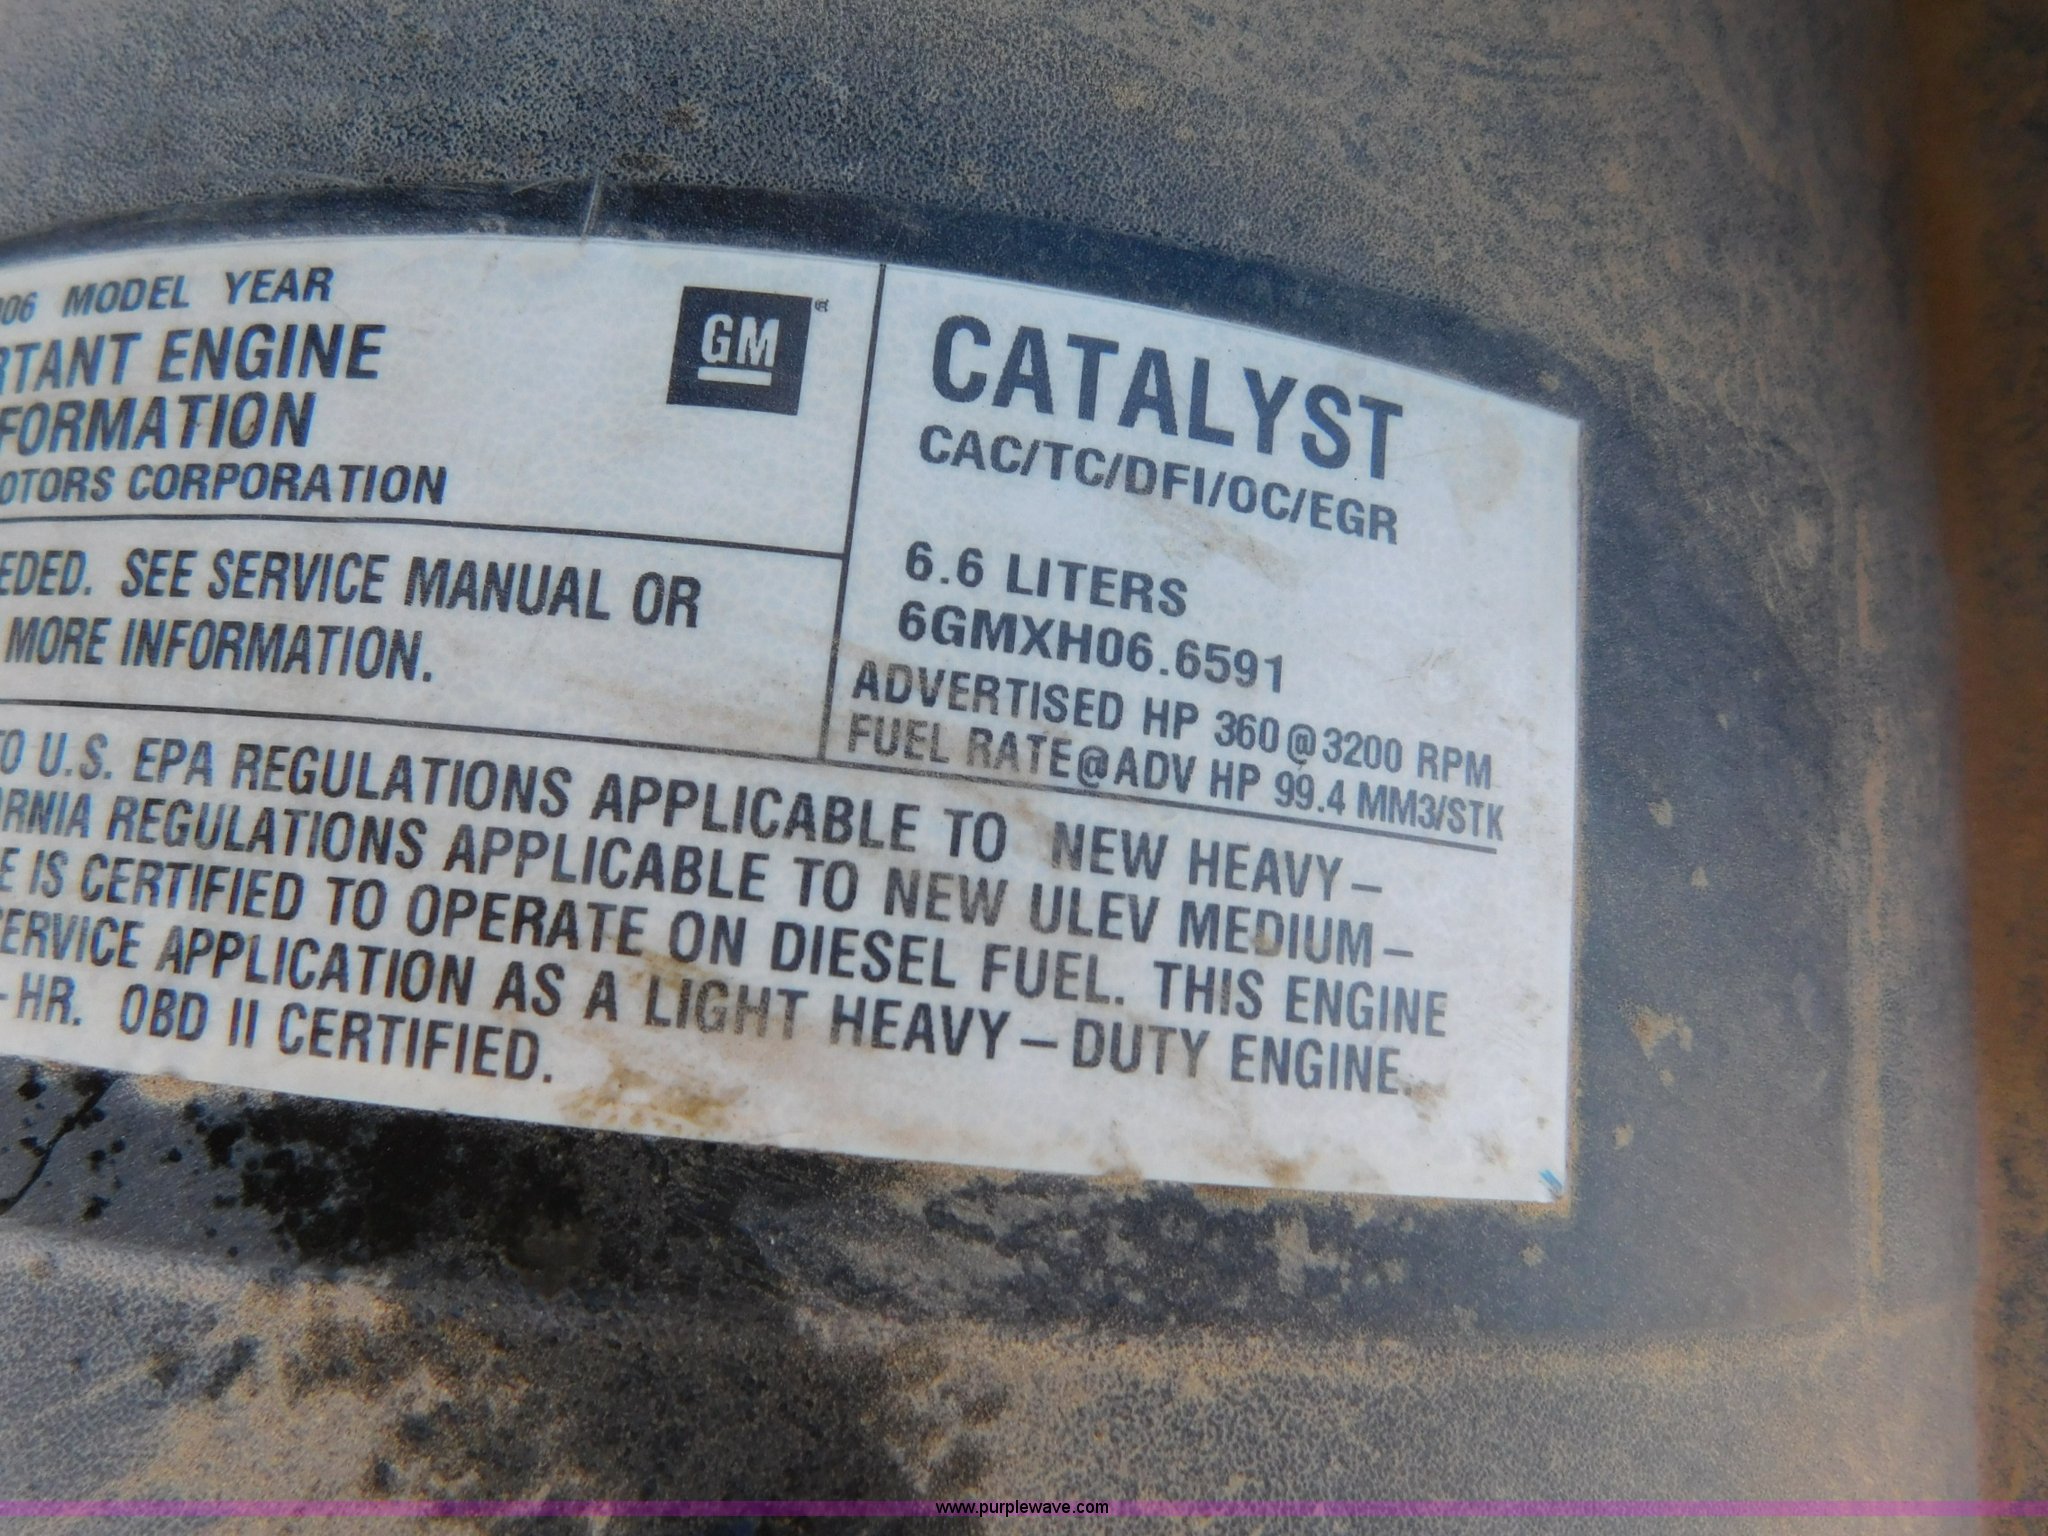 006 MODEL YEAR
RTANT ENGINE
FORMATION
OTORS CORPORATION
GM
CATALYST
CAC/TC/DFI/OC/EGR
6.6 LITERS
6GMXH06.6591
ADVERTISED HP 360@3200 RPM
FUEL RATE@ADV HP 99.4 MM3/STK
EDED. SEE SERVICE MANUAL OR
MORE INFORMATION.
TO U.S. EPA REGULATIONS APPLICABLE TO NEW HEAVY-
ORNIA REGULATIONS APPLICABLE TO NEW ULEV MEDIUM-
E IS CERTIFIED TO OPERATE ON DIESEL FUEL. THIS ENGINE
SERVICE APPLICATION AS A LIGHT HEAVY-DUTY ENGINE.
-HR. OBD II CERTIFIED.
www.purplewave.com